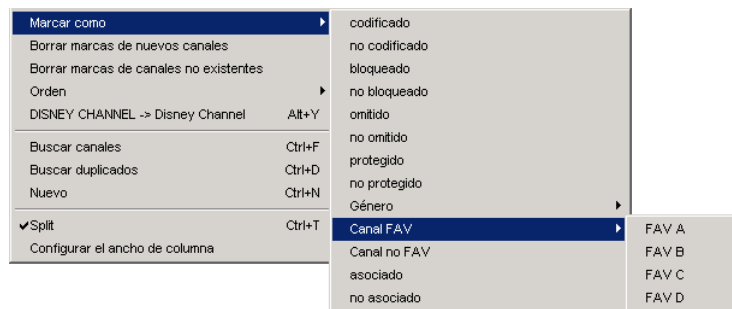 Marcar como
Borrar marcas de nuevos canales
Borrar marcas de canales no existentes
Orden
DISNEY CHANNEL -> Disney Channel Alt+Y
Buscar canales Ctrl+F
Buscar duplicados Ctrl+D
Nuevo Ctrl+N
Split Ctrl+T
Configurar el ancho de columna
codificado
no codificado
bloqueado
no bloqueado
omitido
no omitido
protegido
no protegido
Género
Canal FAV
Canal no FAV
asociado
no asociado
FAV A
FAV B
FAV C
FAV D